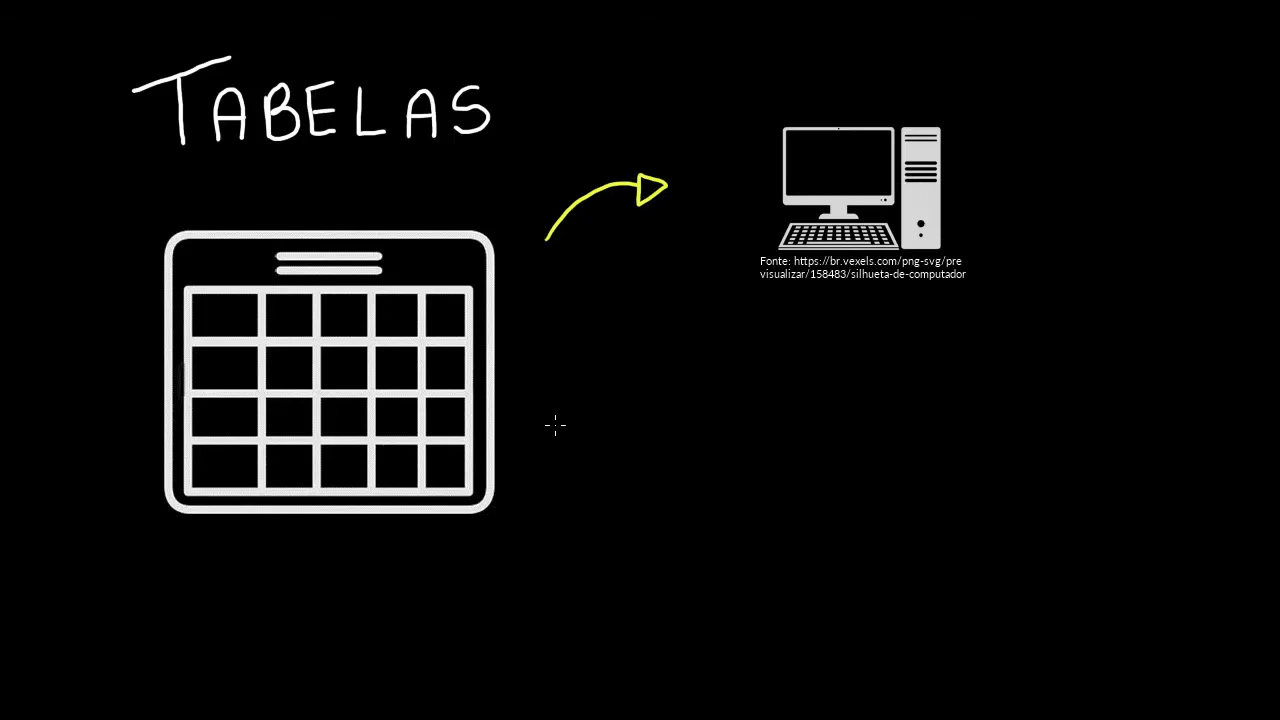 TABELAS
Fonte: https://br.vexels.com/png-svg/pre
visualizar/158483/silhueta-de-computador